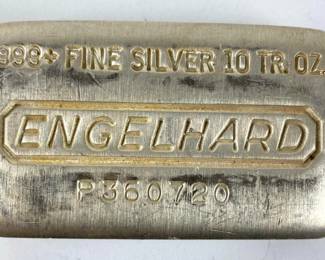 999+ FINE SILVER 10 TR. OZ.
ENGELHARD
P360720